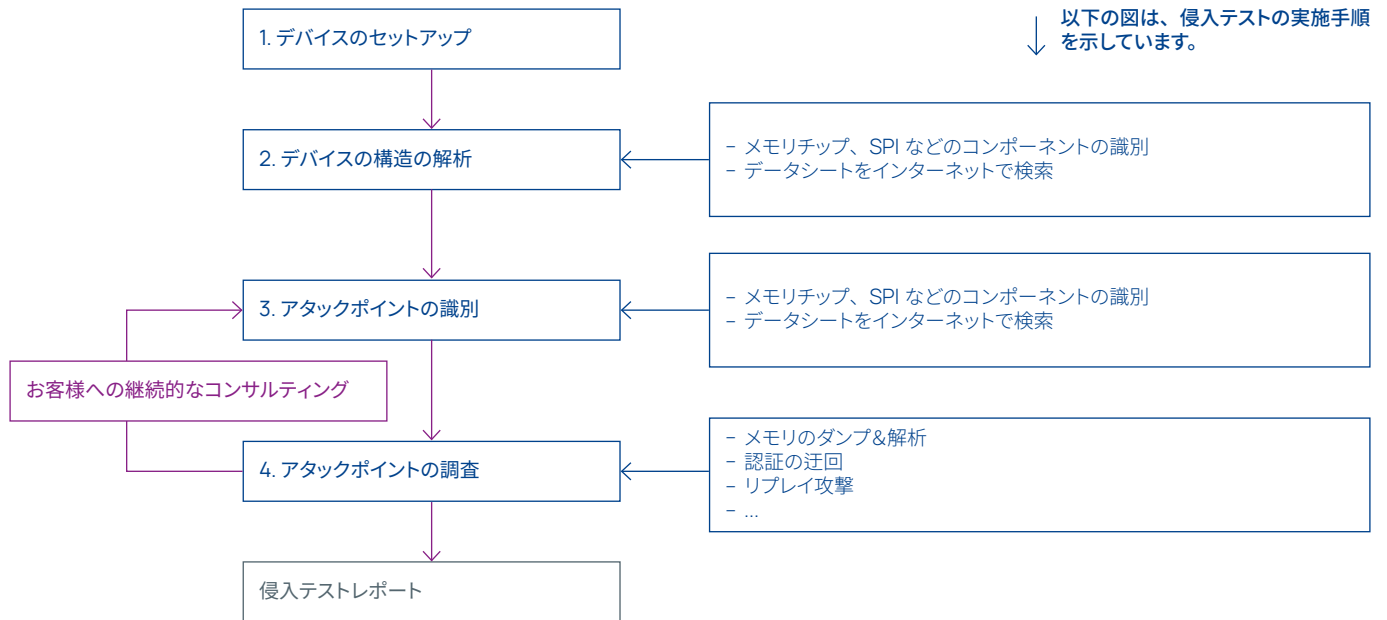 以下の図は、侵入テストの実施手順
を示しています。
1. デバイスのセットアップ
2. デバイスの構造の解析
– メモリチップ、SPI などのコンポーネントの識別
– データシートをインターネットで検索
3. アタックポイントの識別
– メモリチップ、SPI などのコンポーネントの識別
– データシートをインターネットで検索
お客様への継続的なコンサルティング
4. アタックポイントの調査
– メモリのダンプ&解析
– 認証の迂回
– リプレイ攻撃
– ...
侵入テストレポート